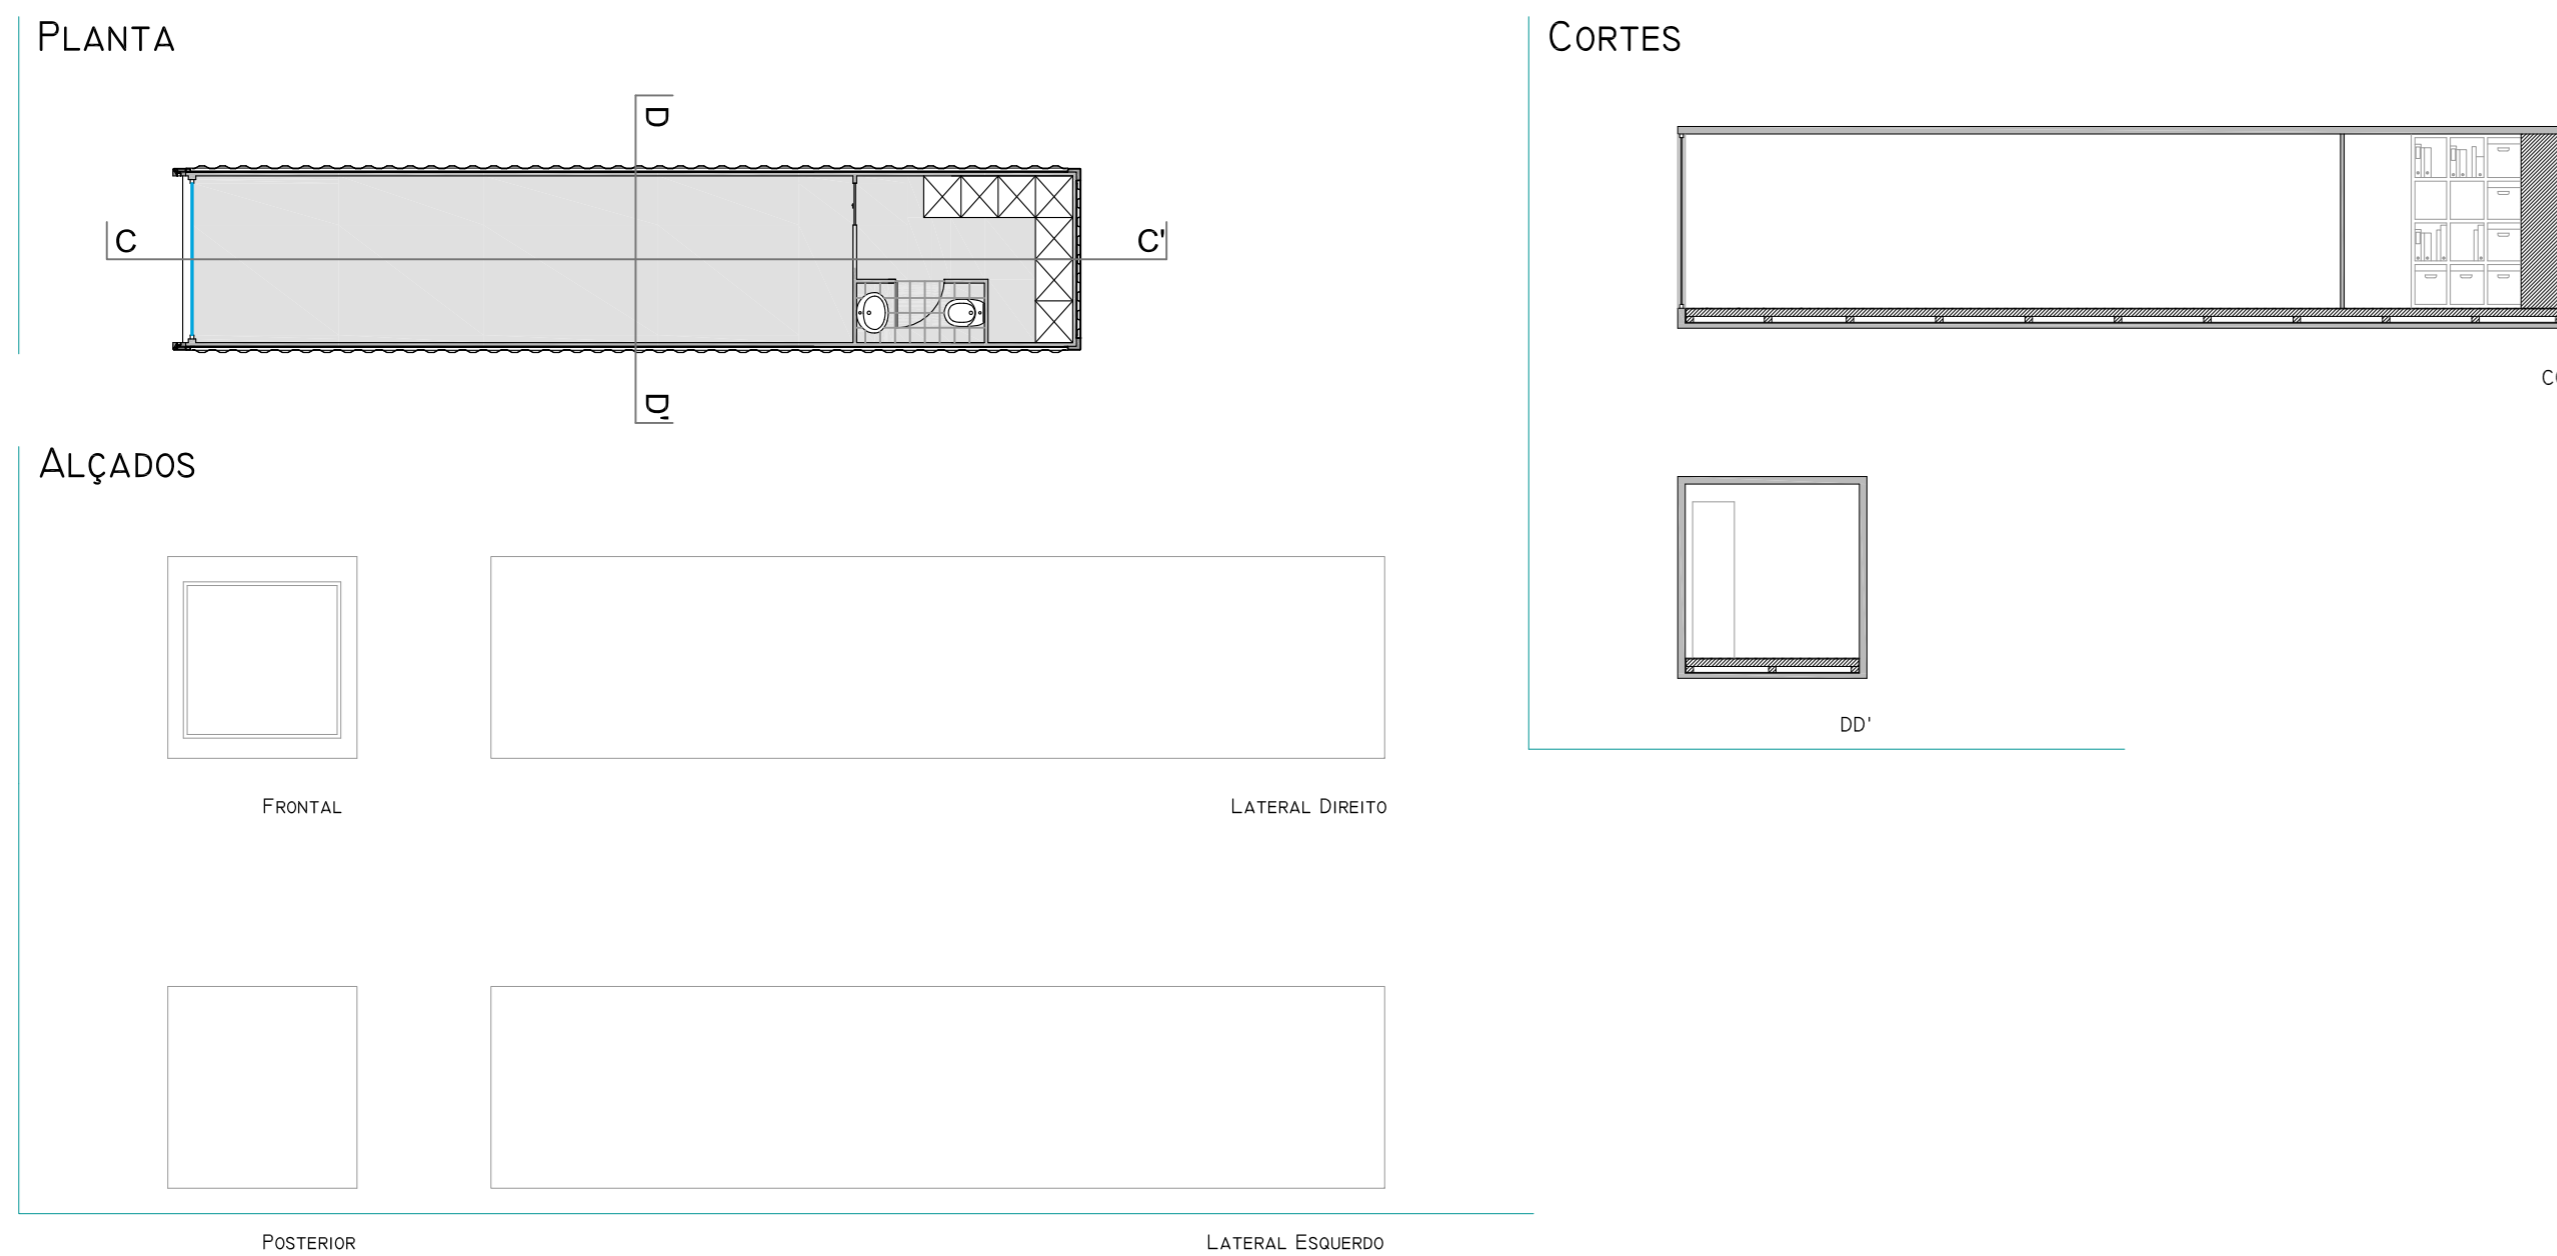 PLANTA
D
C
C'
D'
ALÇADOS
FRONTAL
LATERAL DIREITO
POSTERIOR
LATERAL ESQUERDO
CORTES
DD'